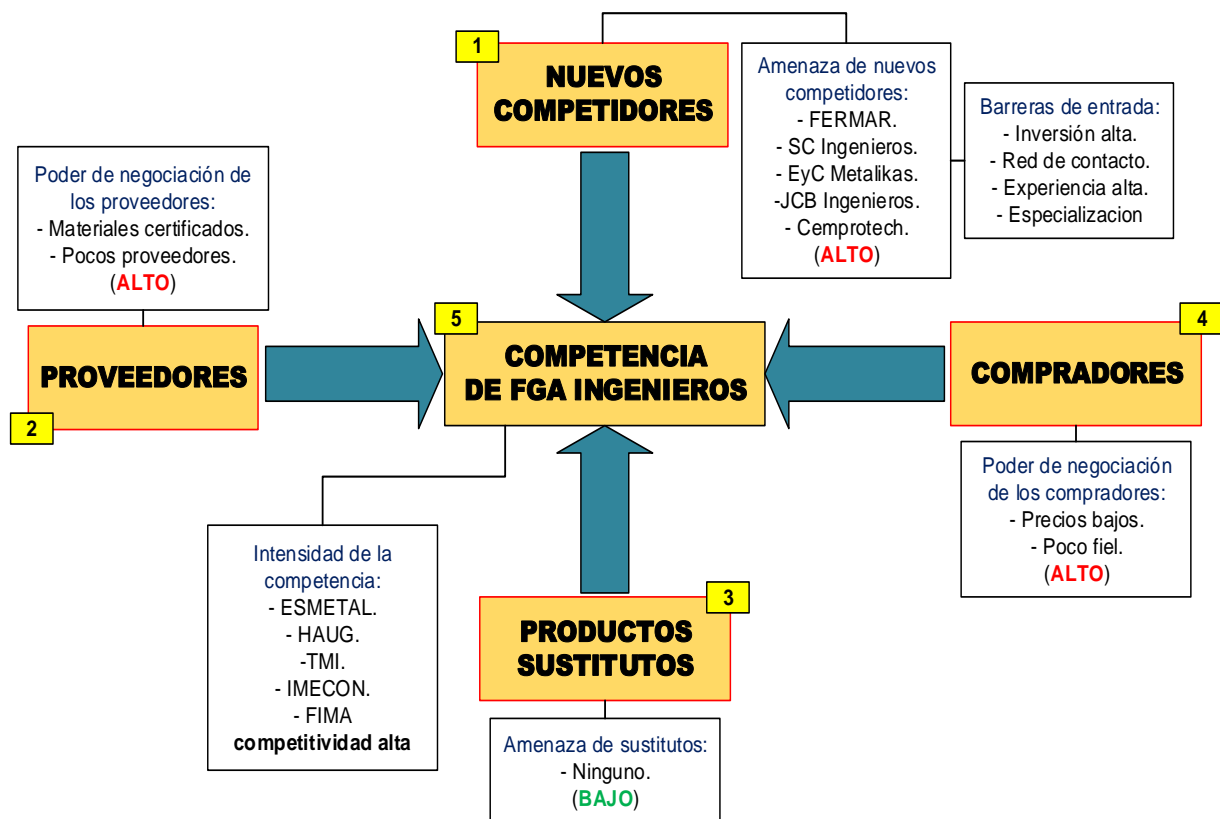 1
NUEVOS
COMPETIDORES
Amenaza de nuevos
competidores:
- FERMAR.
- SC Ingenieros.
- EyC Metalikas.
-JCB Ingenieros.
- Cemprotech.
(ALTO)
Barreras de entrada:
- Inversión alta.
- Red de contacto.
- Experiencia alta.
- Especializacion
Poder de negociación de
los proveedores:
- Materiales certificados.
- Pocos proveedores.
(ALTO)
PROVEEDORES
2
5
COMPETENCIA
DE FGA INGENIEROS
4
COMPRADORES
Poder de negociación
de los compradores:
- Precios bajos.
- Poco fiel.
(ALTO)
Intensidad de la
competencia:
- ESMETAL.
- HAUG.
-TMI.
- IMECON.
- FIMA
competitividad alta
3
PRODUCTOS
SUSTITUTOS
Amenaza de sustitutos:
- Ninguno.
(BAJO)